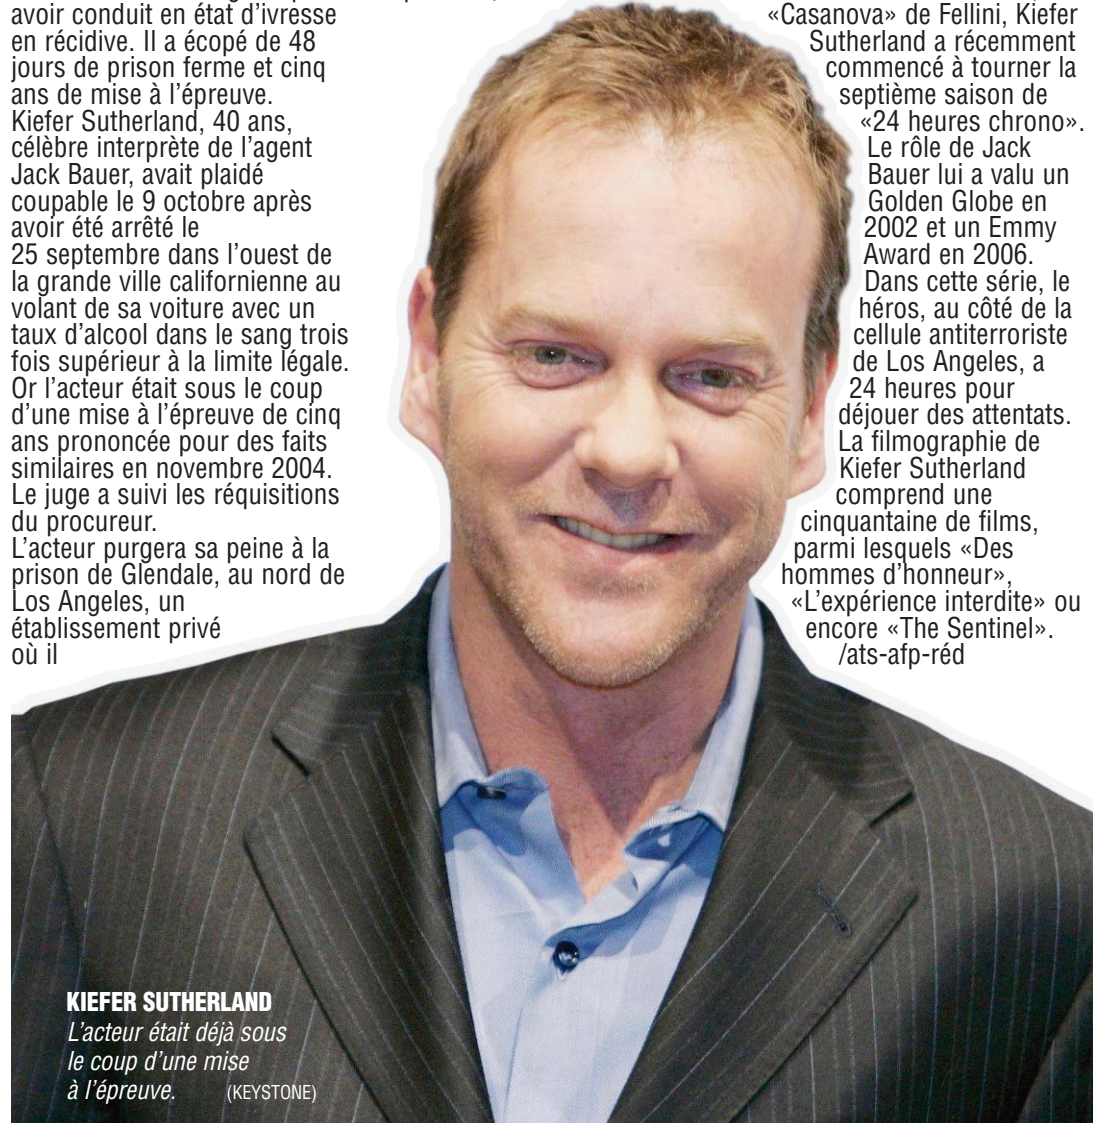 avoir conduit en état d’ivresse
en récidive. Il a écopé de 48
jours de prison ferme et cinq
ans de mise à l’épreuve.
Kiefer Sutherland, 40 ans,
célèbre interprète de l’agent
Jack Bauer, avait plaidé
coupable le 9 octobre après
avoir été arrêté le
25 septembre dans l’ouest de
la grande ville californienne au
volant de sa voiture avec un
taux d’alcool dans le sang trois
fois supérieur à la limite légale.
Or l’acteur était sous le coup
d’une mise à l’épreuve de cinq
ans prononcée pour des faits
similaires en novembre 2004.
Le juge a suivi les réquisitions
du procureur.
L’acteur purgera sa peine à la
prison de Glendale, au nord de
Los Angeles, un
établissement privé
où il
«Casanova» de Fellini, Kiefer
Sutherland a récemment
commencé à tourner la
septième saison de
«24 heures chrono».
Le rôle de Jack
Bauer lui a valu un
Golden Globe en
2002 et un Emmy
Award en 2006.
Dans cette série, le
héros, au côté de la
cellule antiterroriste
de Los Angeles, a
24 heures pour
déjouer des attentats.
La filmographie de
Kiefer Sutherland
comprend une
cinquantaine de films,
parmi lesquels «Des
hommes d’honneur»,
«L’expérience interdite» ou
encore «The Sentinel».
/ats-afp-réd
KIEFER SUTHERLAND
L’acteur était déjà sous
le coup d’une mise
à l’épreuve. (KEYSTONE)